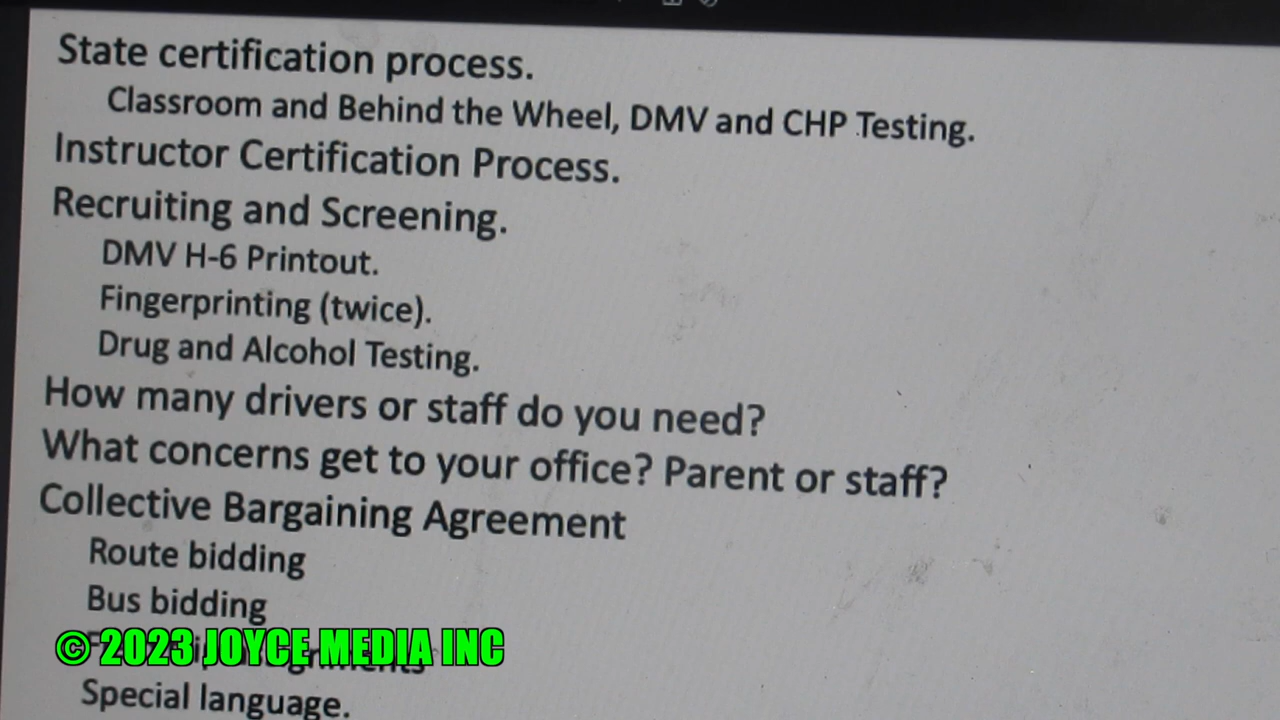 State certification process.
Classroom and Behind the Wheel, DMV and CHP Testing.
Instructor Certification Process.
Recruiting and Screening.
DMV H-6 Printout.
Fingerprinting (twice).
Drug and Alcohol Testing.
How many drivers or staff do you need?
What concerns get to your office? Parent or staff?
Collective Bargaining Agreement
Route bidding
Bus bidding
© 2023 JOYCE MEDIA INC
Special language.